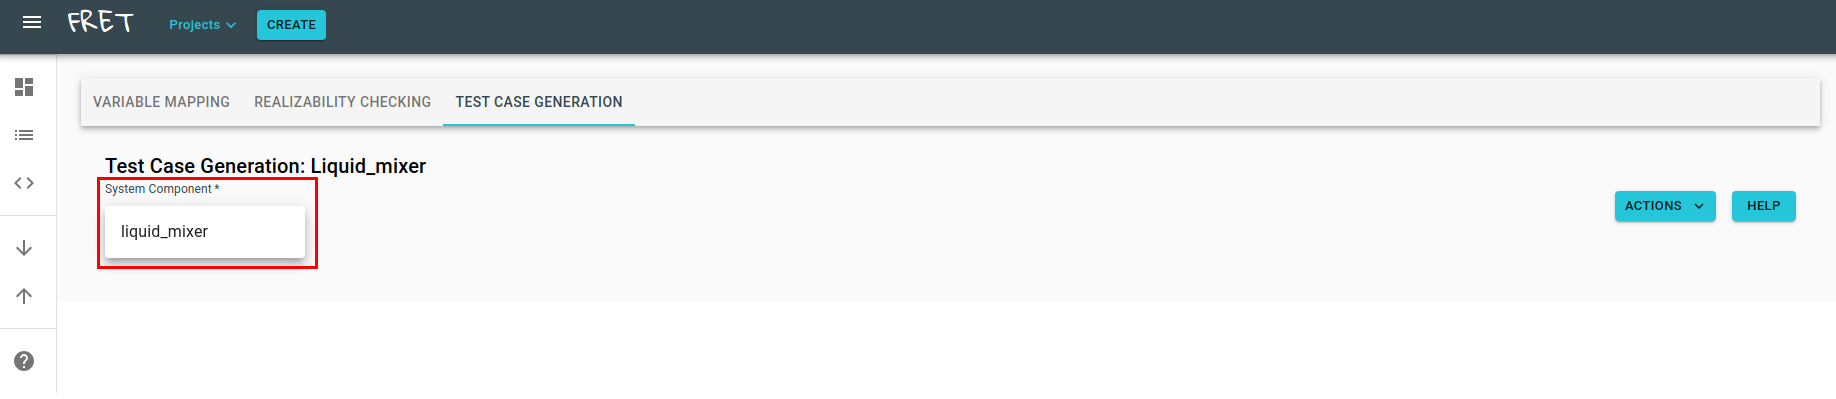 FRET Projects CREATE
VARIABLE MAPPING REALIZABILITY CHECKING TEST CASE GENERATION
Test Case Generation: Liquid_mixer
System Component *
liquid_mixer
ACTIONS HELP